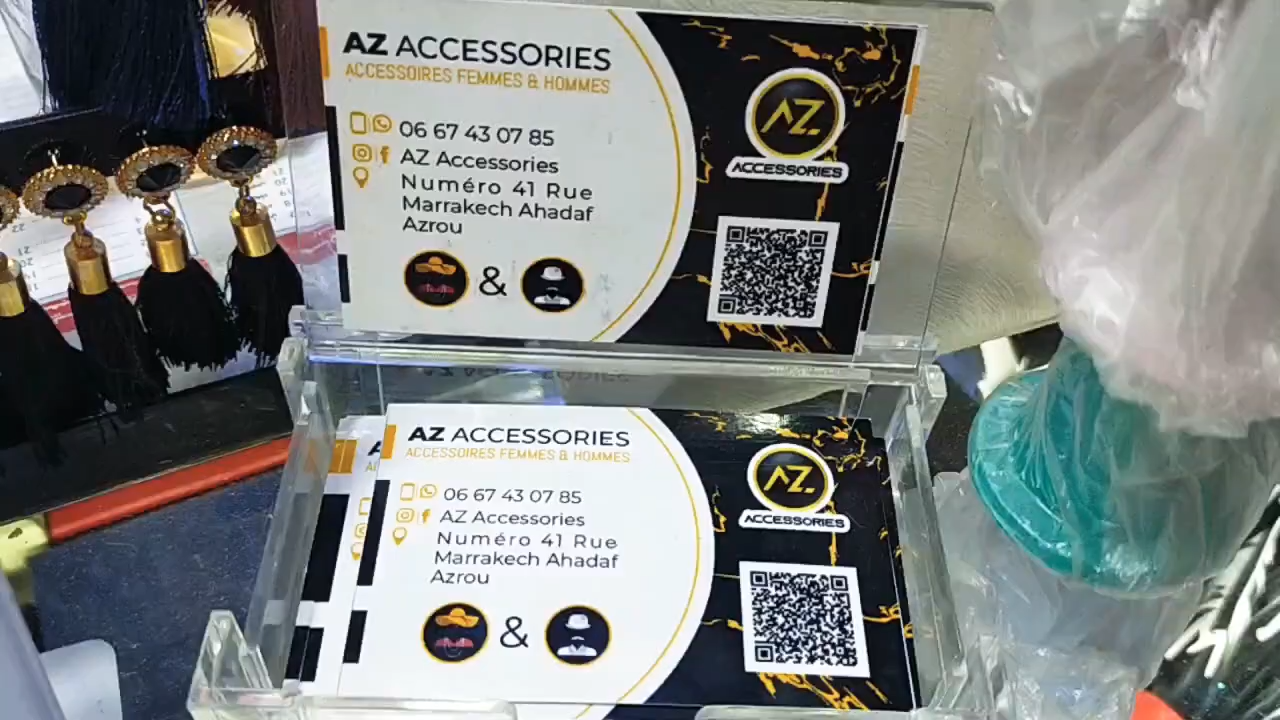 AZ ACCESSORIES
ACCESSOIRES FEMMES & HOMMES
06 67 43 07 85
AZ Accessories
Numéro 41 Rue
Marrakech Ahadaf
Azrou
&
AZ
ACCESSORIES
AZ ACCESSORIES
ACCESSOIRES FEMMES & HOMMES
06 67 43 07 85
AZ Accessories
Numéro 41 Rue
Marrakech Ahadaf
Azrou
&
AZ
ACCESSORIES